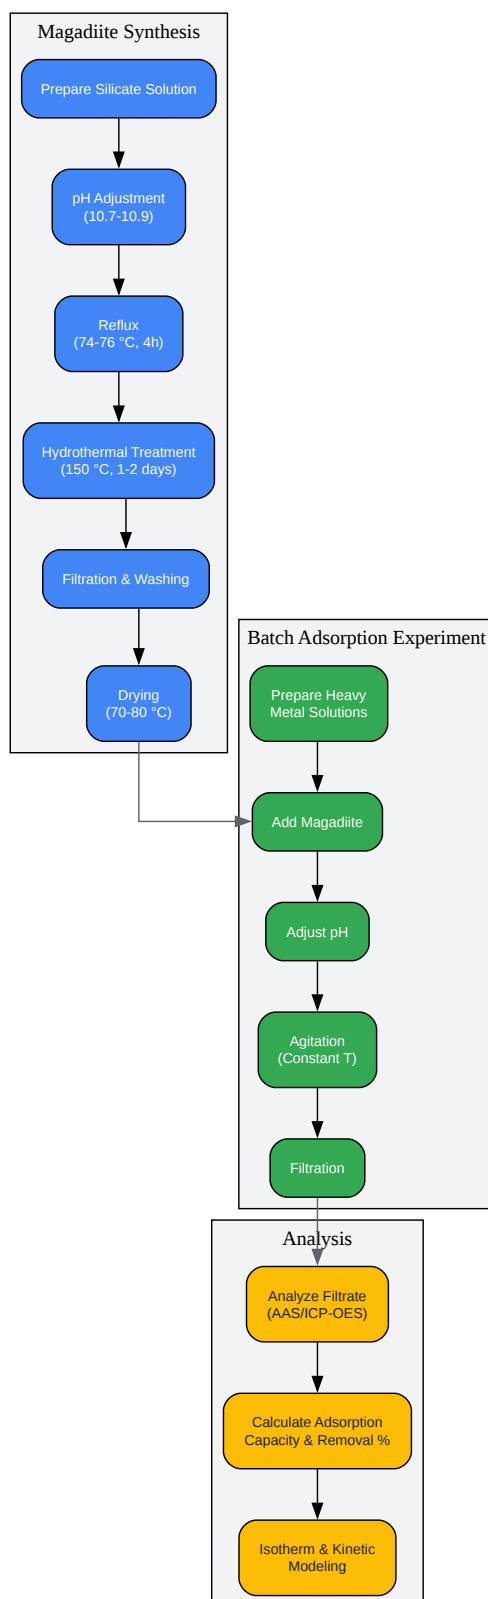 Magadiite Synthesis
Prepare Silicate Solution
pH Adjustment
(10.7-10.9)
Reflux
(74-76 °C, 4h)
Hydrothermal Treatment
(150 °C, 1-2 days)
Filtration & Washing
Drying
(70-80 °C)
Batch Adsorption Experiment
Prepare Heavy
Metal Solutions
Add Magadiite
Adjust pH
Agitation
(Constant T)
Filtration
Analysis
Analyze Filtrate
(AAS/ICP-OES)
Calculate Adsorption
Capacity & Removal %
Isotherm & Kinetic
Modeling